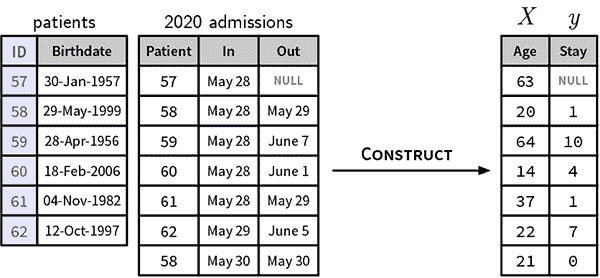 patients 2020 admissions X y
ID Birthdate Patient In Out Age Stay
57 30-Jan-1957 57 May 28 NULL 63 NULL
58 29-May-1999 58 May 28 May 29 20 1
59 28-Apr-1956 59 May 28 June 7 64 10
60 18-Feb-2006 60 May 28 June 1 14 4
CONSTRUCT
61 04-Nov-1982 61 May 28 May 29 37 1
62 12-Oct-1997 62 May 29 June 5 22 7
58 May 30 May 30 21 0